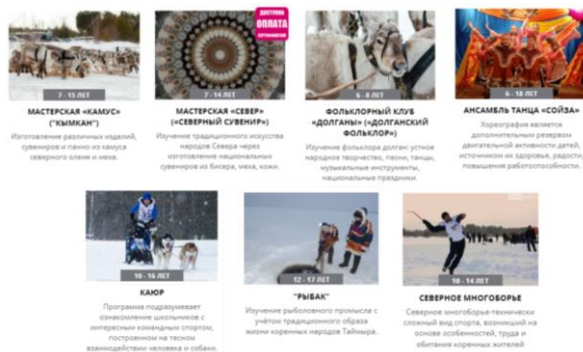 ДОСТУПНА
ОПЛАТА
СЕРТИФИКАТОМ
7 - 15 ЛЕТ
МАСТЕРСКАЯ «КАМУС»
("КЫМКАН")
Изготовление различных изделий,
сувениров и панно из камуса
северного оленя и меха.
7 - 14 ЛЕТ
МАСТЕРСКАЯ «СЕВЕР»
(«СЕВЕРНЫЙ СУВЕНИР»)
Изучение традиционного искусства
народов Севера через
изготовление национальных
сувениров из бисера, меха, кожи.
6 - 8 ЛЕТ
ФОЛЬКЛОРНЫЙ КЛУБ
«ДОЛГАНЫ» («ДОЛГАНСКИЙ
ФОЛЬКЛОР»)
Изучение фольклора долган: устное
народное творчество, песни, танцы,
музыкальные инструменты,
национальные праздники.
6 - 18 ЛЕТ
АНСАМБЛЬ ТАНЦА «СОЙЗА»
Хореография является
дополнительным резервом
двигательной активности детей,
источником их здоровья, радости,
повышения работоспособности.
10 - 16 ЛЕТ
КАЮР
Программа подразумевает
ознакомление школьников с
интересным командным спортом,
построенном на тесном
взаимодействии человека и собаки.
12 - 17 ЛЕТ
"РЫБАК"
Изучение рыболовного промысла с
учётом традиционного образа
жизни коренных народов Таймыра.
10 - 14 ЛЕТ
СЕВЕРНОЕ МНОГОБОРЬЕ
Северное многоборье-технически
сложный вид спорта, возникший на
основе особенностей, труда и
обитания коренных жителей